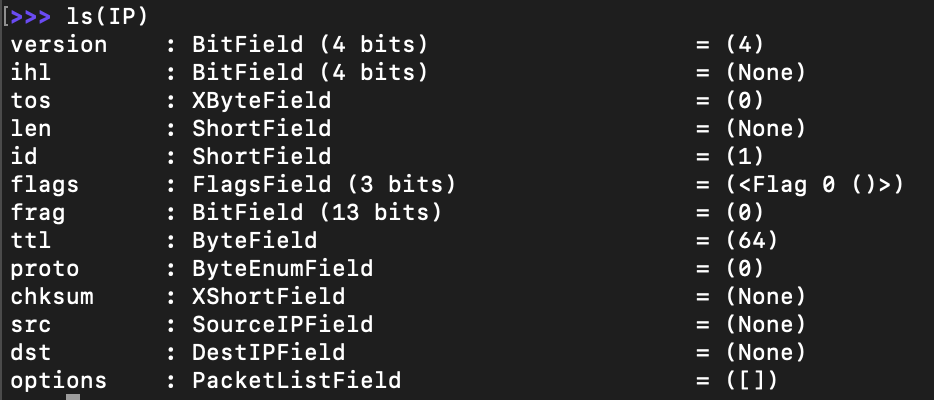 [>>> ls(IP)
version    : BitField (4 bits)                   = (4)
ihl        : BitField (4 bits)                   = (None)
tos        : XByteField                          = (0)
len        : ShortField                          = (None)
id         : ShortField                          = (1)
flags      : FlagsField (3 bits)                 = (<Flag 0 ()>)
frag       : BitField (13 bits)                  = (0)
ttl        : ByteField                           = (64)
proto      : ByteEnumField                       = (0)
chksum     : XShortField                         = (None)
src        : SourceIPField                       = (None)
dst        : DestIPField                         = (None)
options    : PacketListField                     = ([])